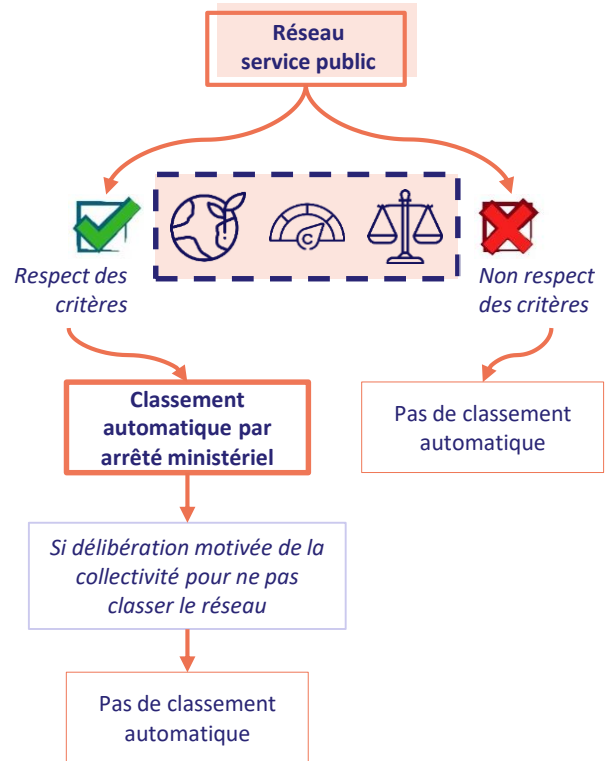 Réseau
service public
C
Respect des
critères
Non respect
des critères
Classement
automatique par
arrêté ministériel
Pas de classement
automatique
Si délibération motivée de la
collectivité pour ne pas
classer le réseau
Pas de classement
automatique